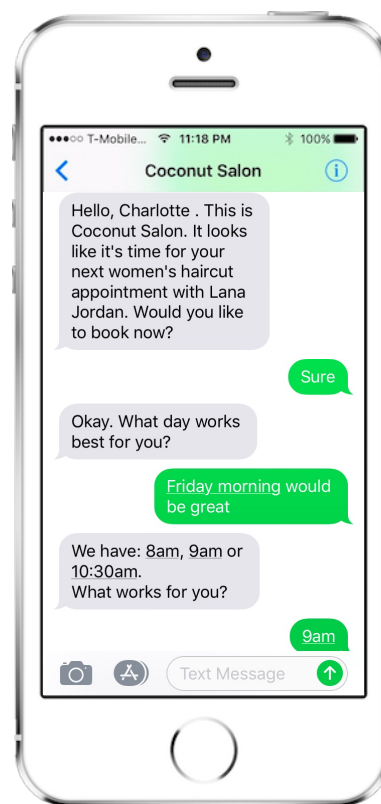 T-Mobile... 11:18 PM 100%
Coconut Salon
Hello, Charlotte . This is
Coconut Salon. It looks
like it's time for your
next women's haircut
appointment with Lana
Jordan. Would you like
to book now?
Sure
Okay. What day works
best for you?
Friday morning would
be great
We have: 8am, 9am or
10:30am.
What works for you?
9am
Text Message